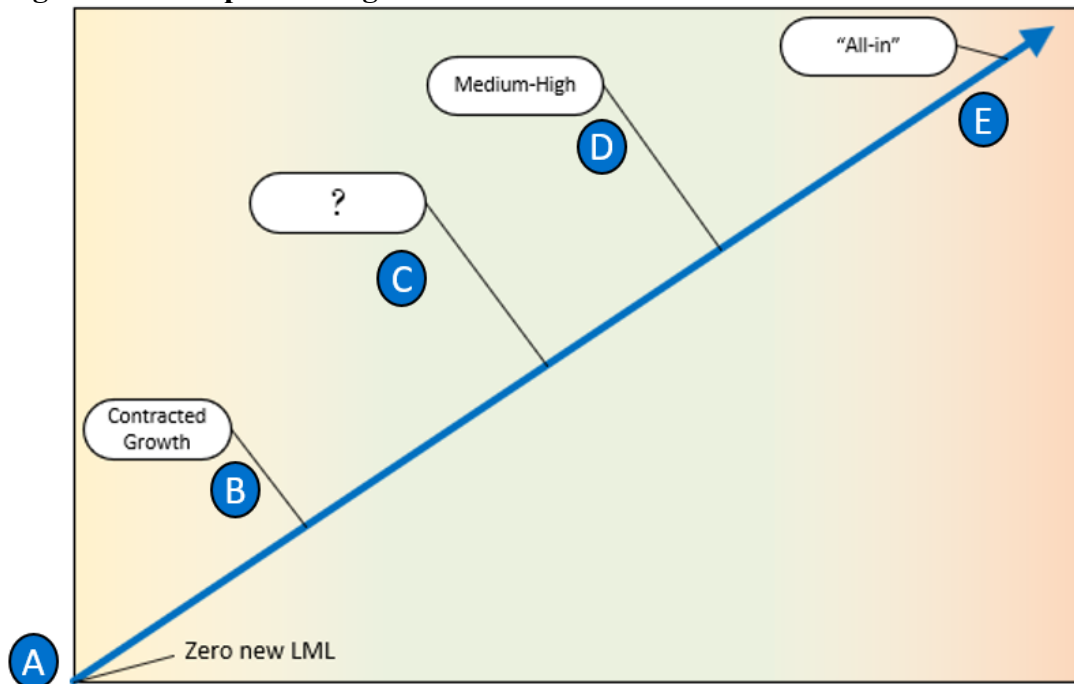 "All-in"
E
Medium-High
D
?
C
Contracted
Growth
B
A
Zero new LML